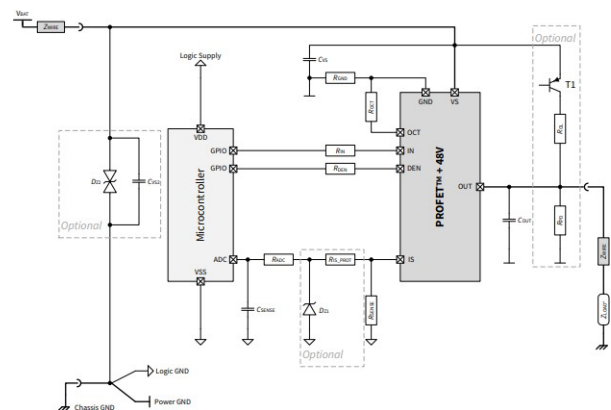 VBAT
ZWIRE
Optional
T1
Logic Supply
CVS
RGND
ROCT
GND
VS
ROL
VDD
OCT
GPIO
RIN
IN
GPIO
RDEN
DEN
DZ2
CVS2
Microcontroller
PROFET™ + 48V
OUT
COUT
RPD
Optional
ADC
RADC
RIS_PROT
IS
ZWIRE
VSS
CSENSE
DZ1
RSENSE
Optional
Logic GND
Power GND
Chassis GND